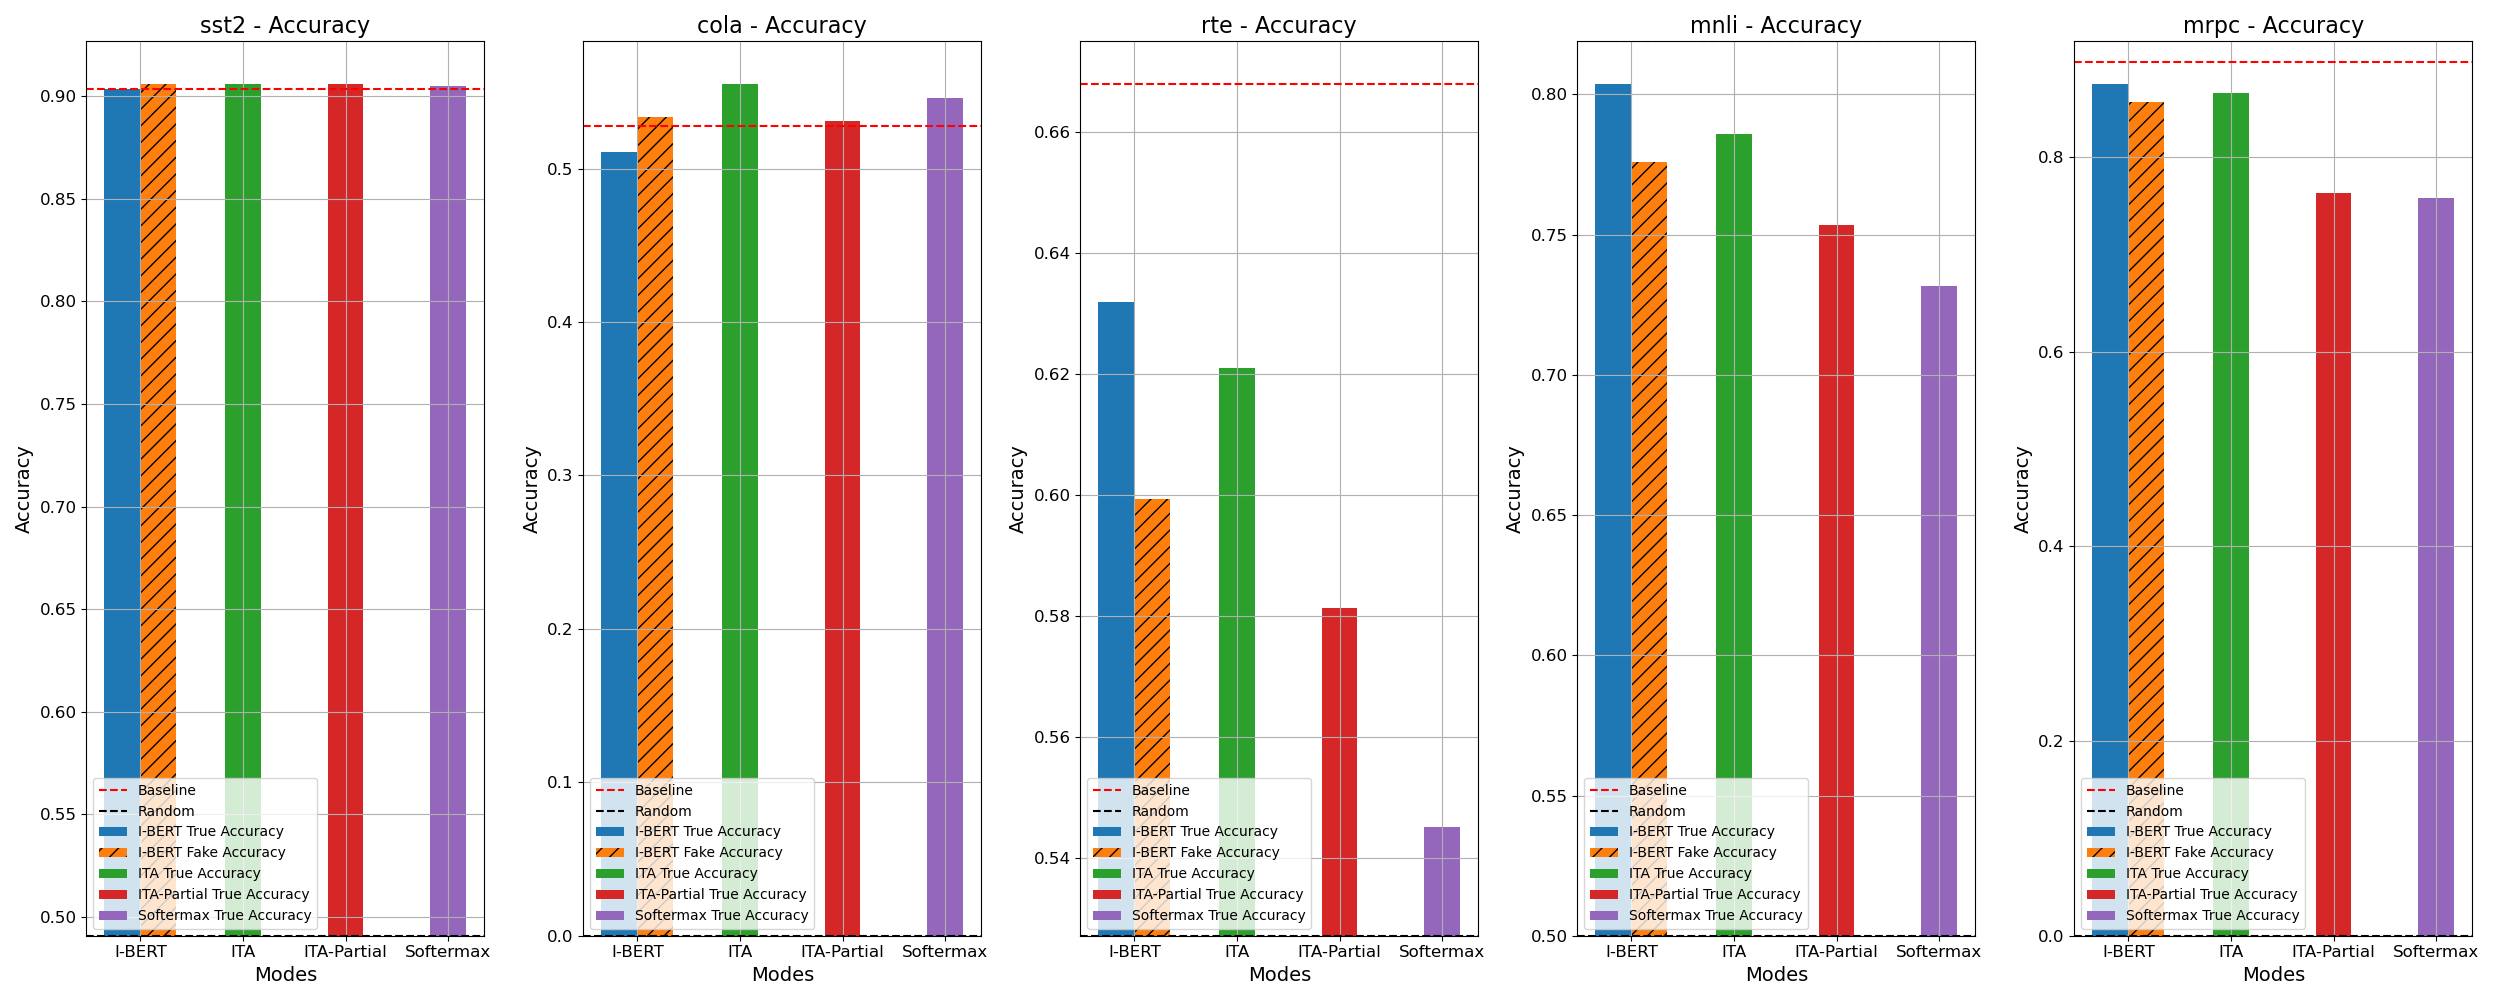 sst2 - Accuracy
Accuracy
0.90
0.85
0.80
0.75
0.70
0.65
0.60
0.55
0.50
Baseline
Random
I-BERT True Accuracy
I-BERT Fake Accuracy
ITA True Accuracy
ITA-Partial True Accuracy
Softermax True Accuracy
I-BERT ITA ITA-Partial Softermax
Modes
cola - Accuracy
Accuracy
0.5
0.4
0.3
0.2
0.1
0.0
Baseline
Random
I-BERT True Accuracy
I-BERT Fake Accuracy
ITA True Accuracy
ITA-Partial True Accuracy
Softermax True Accuracy
I-BERT ITA ITA-Partial Softermax
Modes
rte - Accuracy
Accuracy
0.66
0.64
0.62
0.60
0.58
0.56
0.54
Baseline
Random
I-BERT True Accuracy
I-BERT Fake Accuracy
ITA True Accuracy
ITA-Partial True Accuracy
Softermax True Accuracy
I-BERT ITA ITA-Partial Softermax
Modes
mnli - Accuracy
Accuracy
0.80
0.75
0.70
0.65
0.60
0.55
0.50
Baseline
Random
I-BERT True Accuracy
I-BERT Fake Accuracy
ITA True Accuracy
ITA-Partial True Accuracy
Softermax True Accuracy
I-BERT ITA ITA-Partial Softermax
Modes
mrpc - Accuracy
Accuracy
0.8
0.6
0.4
0.2
0.0
Baseline
Random
I-BERT True Accuracy
I-BERT Fake Accuracy
ITA True Accuracy
ITA-Partial True Accuracy
Softermax True Accuracy
I-BERT ITA ITA-Partial Softermax
Modes